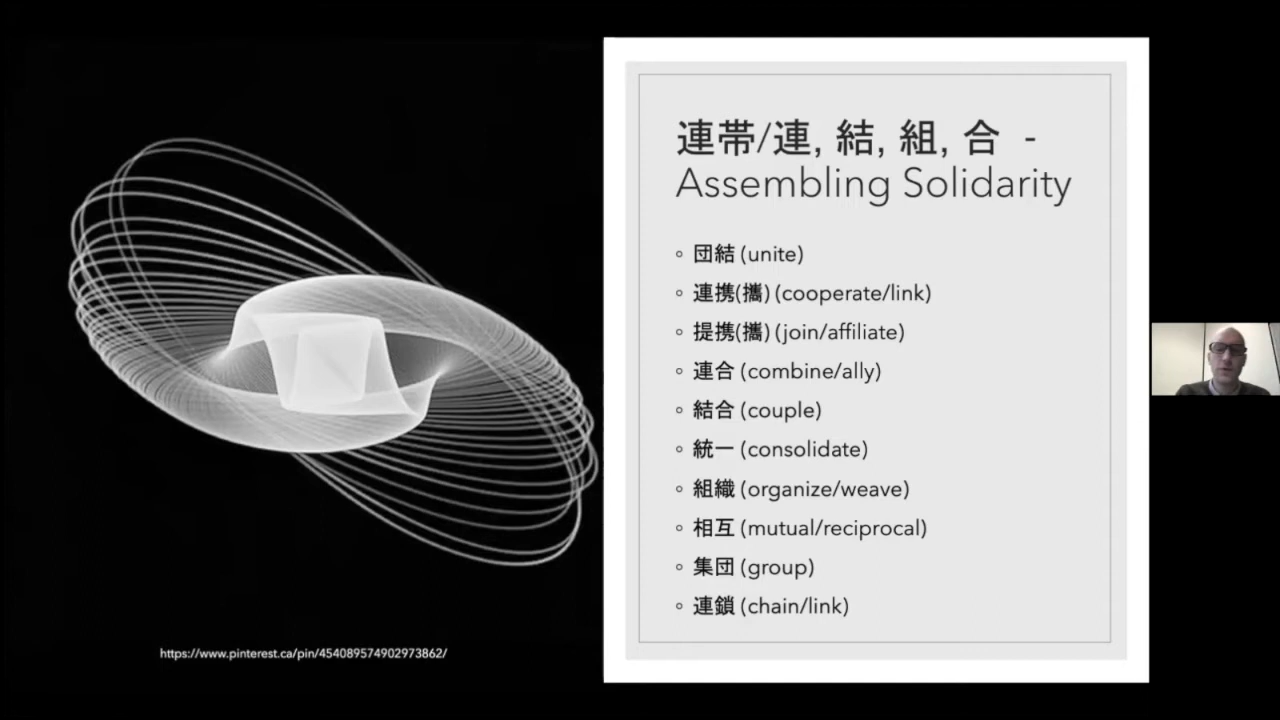 連帯/連, 結, 組, 合 -
Assembling Solidarity
◦ 団結 (unite)
◦ 連携(攜) (cooperate/link)
◦ 提携(攜) (join/affiliate)
◦ 連合 (combine/ally)
◦ 結合 (couple)
◦ 統一 (consolidate)
◦ 組織 (organize/weave)
◦ 相互 (mutual/reciprocal)
◦ 集団 (group)
◦ 連鎖 (chain/link)
https://www.pinterest.ca/pin/454089574902973862/